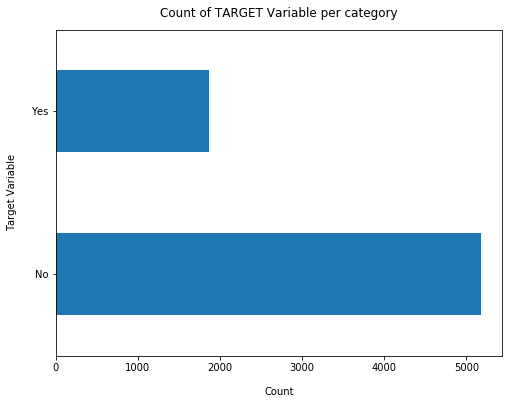 Count of TARGET Variable per category
Target Variable
Yes
No
0 1000 2000 3000 4000 5000
Count